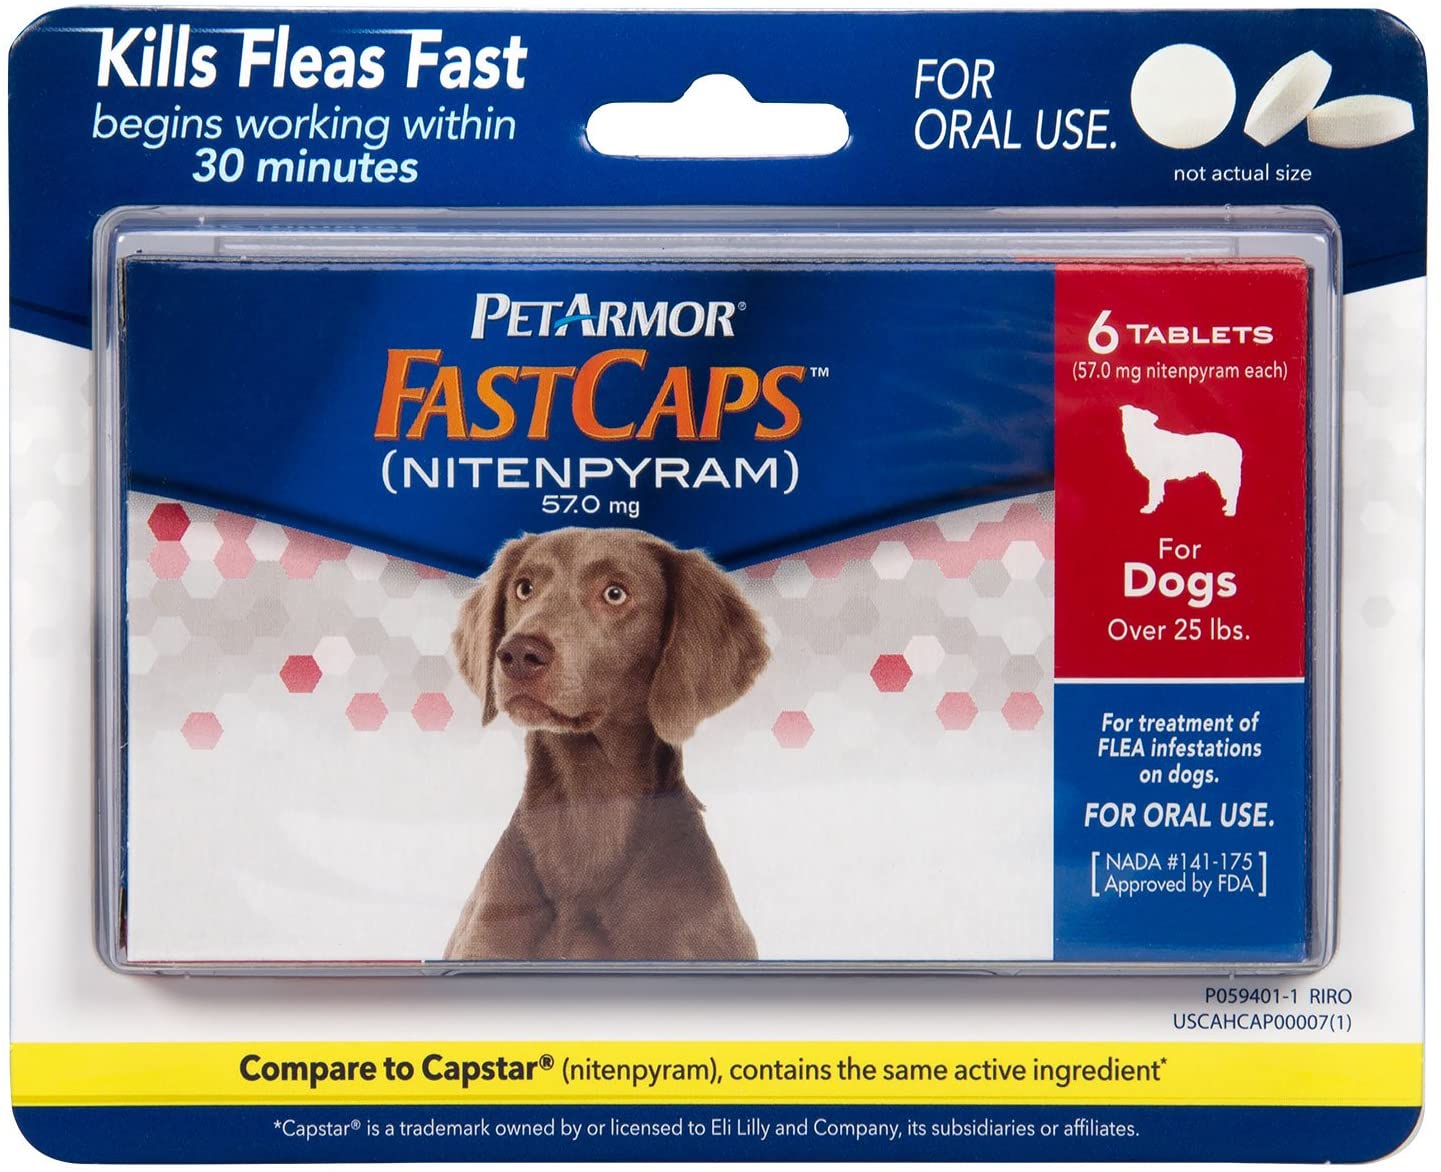 Kills Fleas Fast
begins working within
30 minutes
FOR
ORAL USE.
not actual size
PETARMOR®
FASTCAPS™
(NITENPYRAM)
57.0 mg
6 TABLETS
(57.0 mg nitenpyram each)
For
Dogs
Over 25 lbs.
For treatment of
FLEA infestations
on dogs.
FOR ORAL USE.
[NADA #141-175
Approved by FDA]
P059401-1 RIRO
USCAHCAP00007(1)
Compare to Capstar® (nitenpyram), contains the same active ingredient*
*Capstar® is a trademark owned by or licensed to Eli Lilly and Company, its subsidiaries or affiliates.